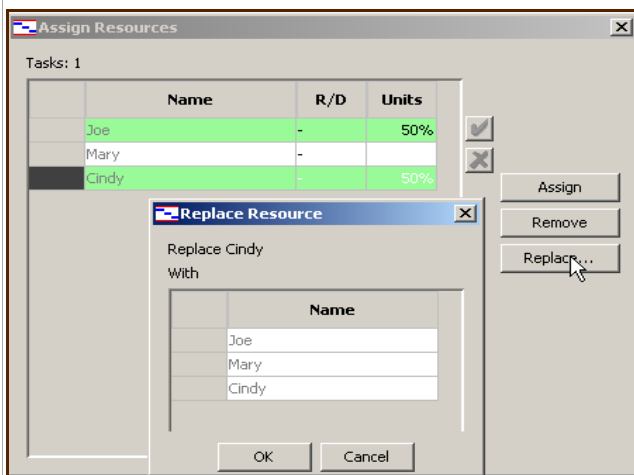 Assign Resources
Tasks: 1
Name R/D Units
Joe - 50%
Mary -
Cindy - 50%
Assign
Remove
Replace...
Replace Resource
Replace Cindy
With
Name
Joe
Mary
Cindy
OK Cancel